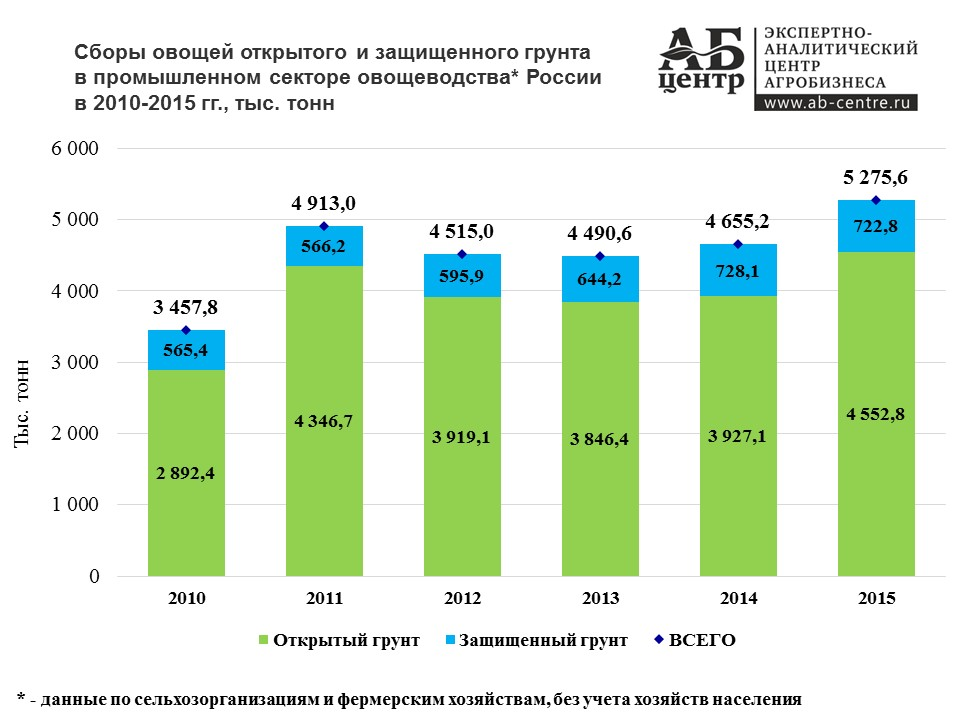 Сборы овощей открытого и защищенного грунта
в промышленном секторе овощеводства* России
в 2010-2015 гг., тыс. тонн
АБ
центр
ЭКСПЕРТНО-
АНАЛИТИЧЕСКИЙ
ЦЕНТР
АГРОБИЗНЕСА
www.ab-centre.ru
Тыс. тонн
6 000
5 000
4 000
3 000
2 000
1 000
0
3 457,8
565,4
2 892,4
4 913,0
566,2
4 346,7
4 515,0
595,9
3 919,1
4 490,6
644,2
3 846,4
4 655,2
728,1
3 927,1
5 275,6
722,8
4 552,8
2010 2011 2012 2013 2014 2015
Открытый грунт Защищенный грунт ВСЕГО
* - данные по сельхозорганизациям и фермерским хозяйствам, без учета хозяйств населения